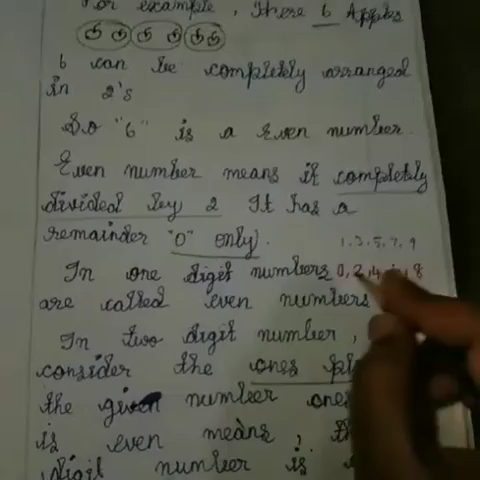 For example, There 6 Apples
6 can be completely arranged
in 2's
So "6" is a Even number
Even number means it completely
divided by 2 It has a
remainder "0" only.
1, 3, 5, 7, 9
In one digit numbers 0, 2, 4, 8
are called even numbers
In two digit number,
consider the ones
the given number ones
is even means,
digit number is